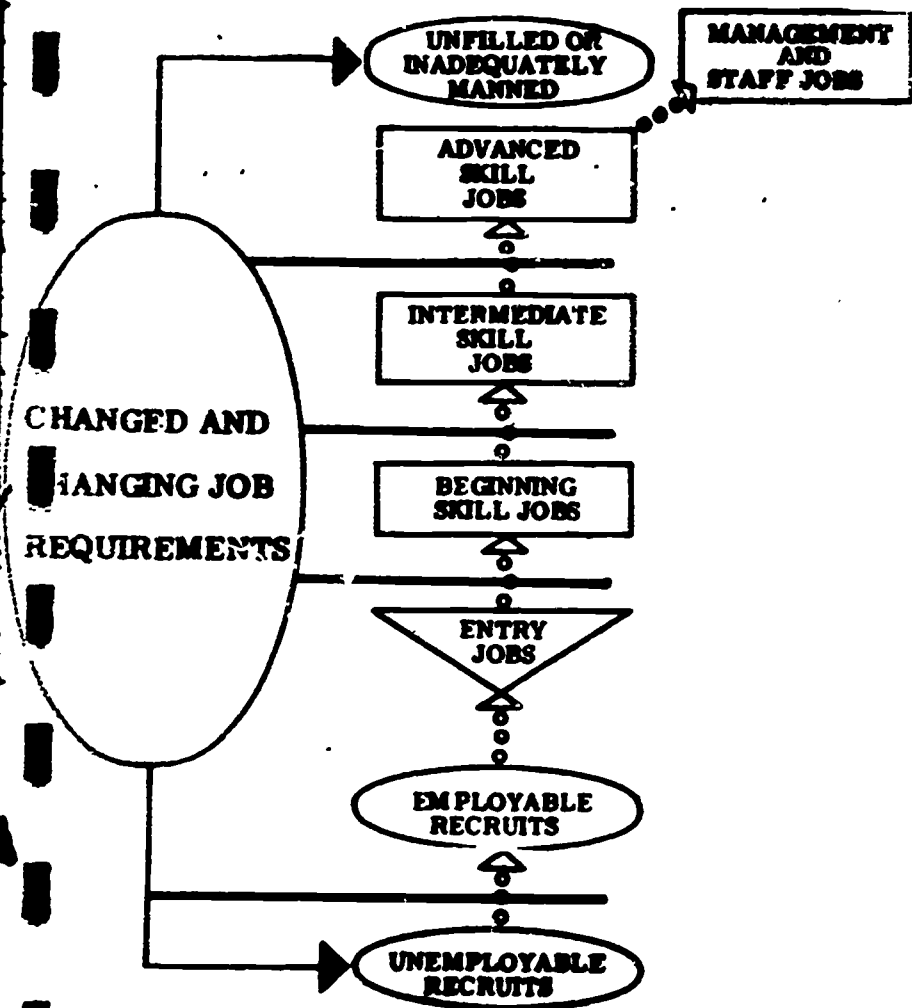 UNFILLED OR
INADEQUATELY
MANNED
MANAGEMENT
AND
STAFF JOBS
ADVANCED
SKILL
JOBS
INTERMEDIATE
SKILL
JOBS
CHANGED AND
HANGING JOB
REQUIREMENTS
BEGINNING
SKILL JOBS
ENTRY
JOBS
EMPLOYABLE
RECRUITS
UNEMPLOYABLE
RECRUITS